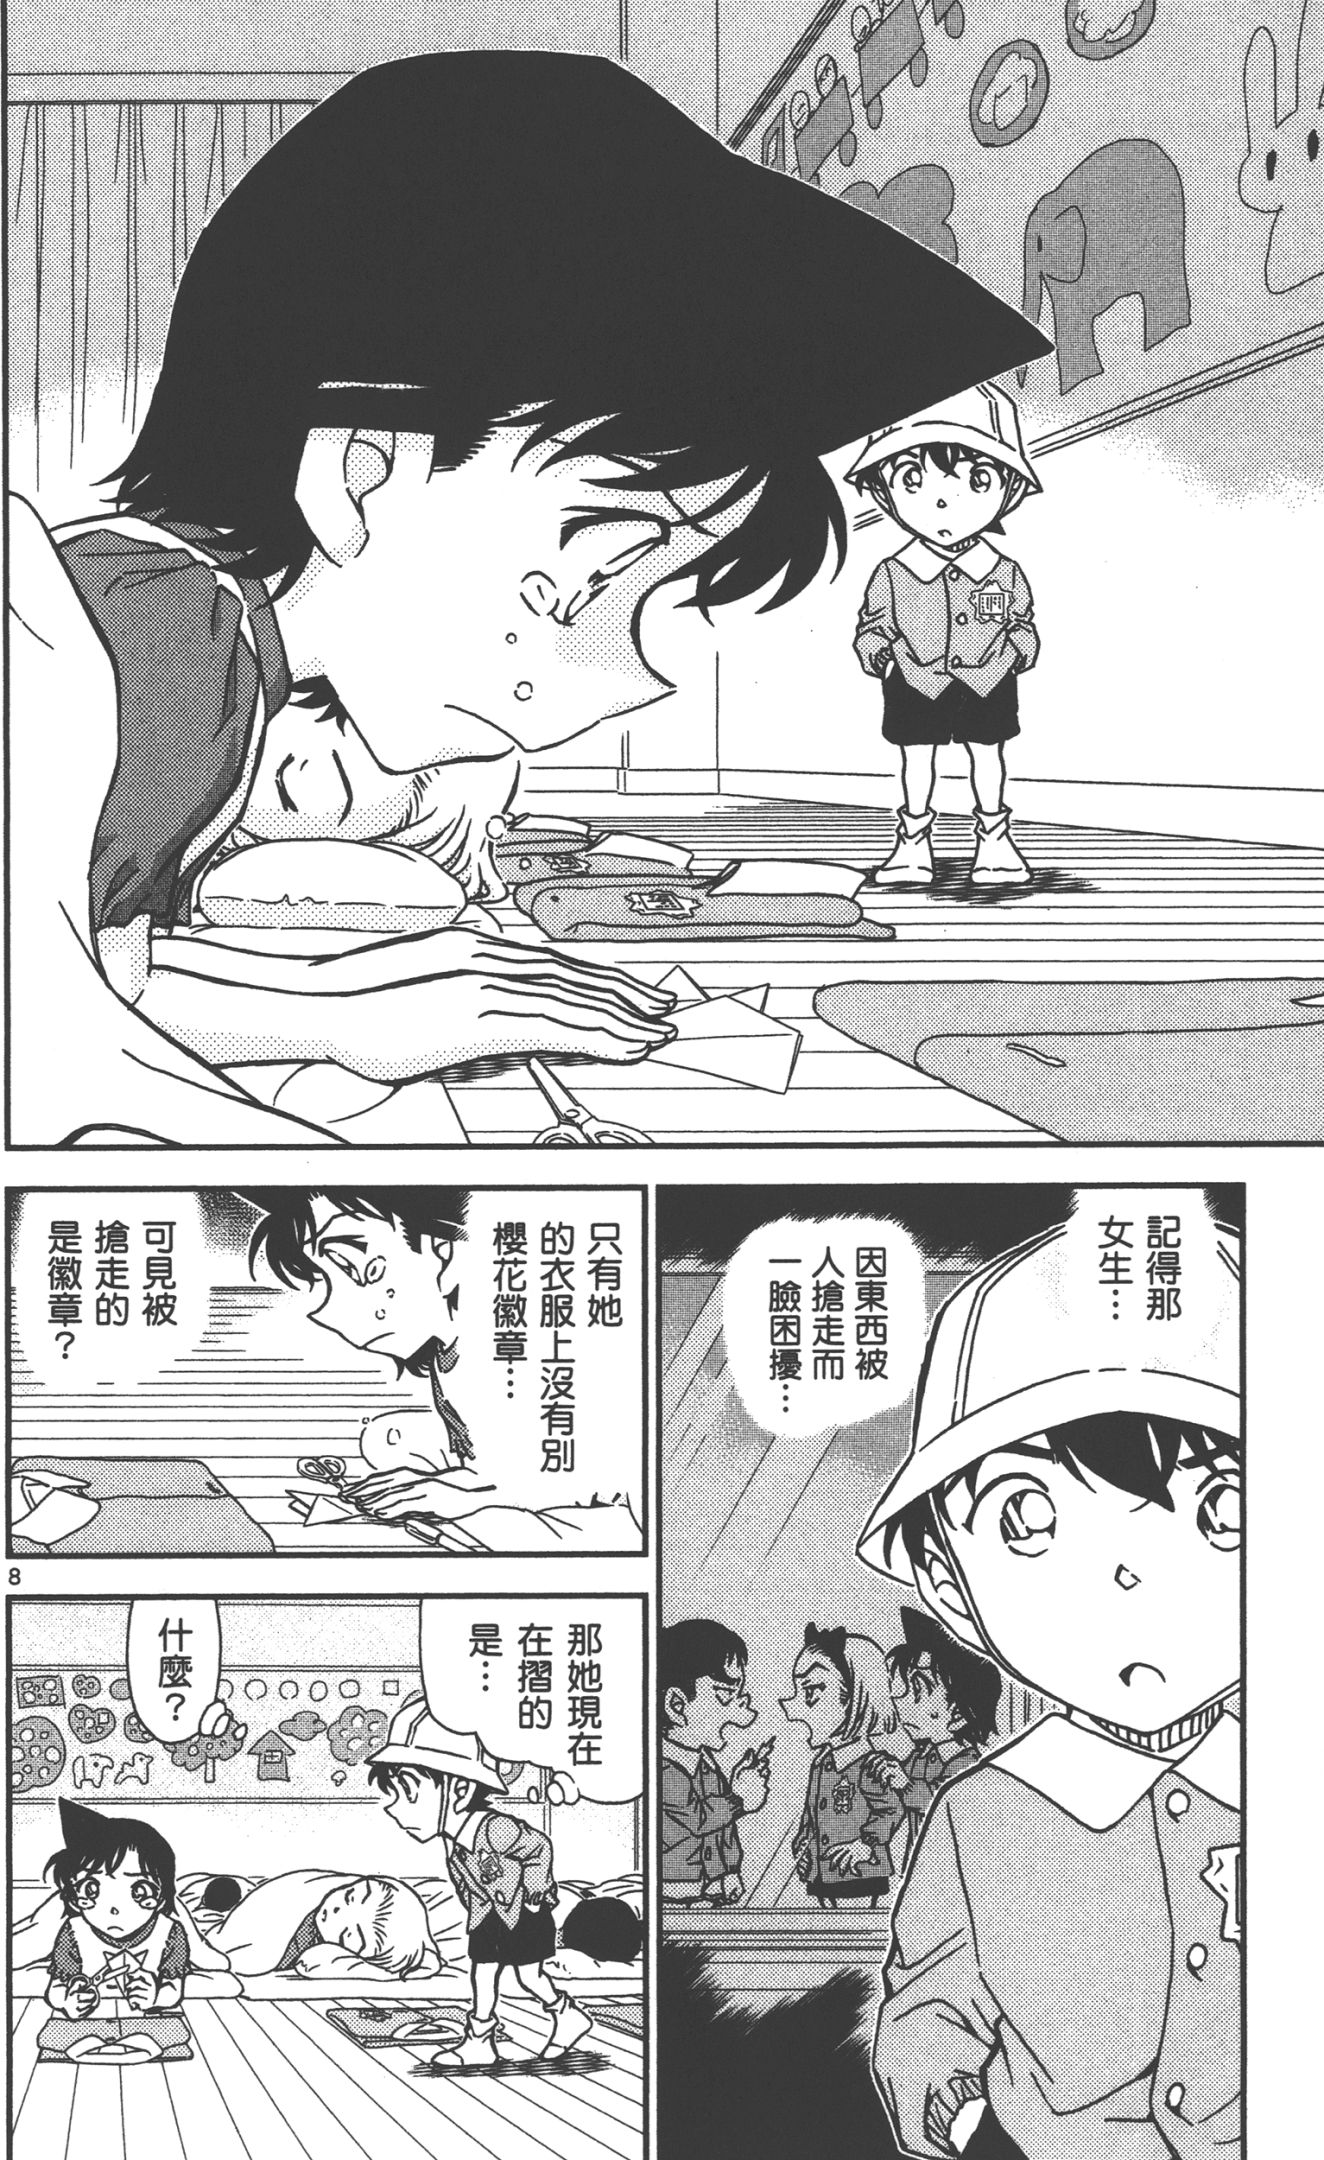 記得那
女生…
因東西被
人搶走而
一臉困擾…
只有她
的衣服上沒有別
櫻花徽章…
可見被
搶走的
是徽章？
那她現在
在摺的
是…
什麼？
8